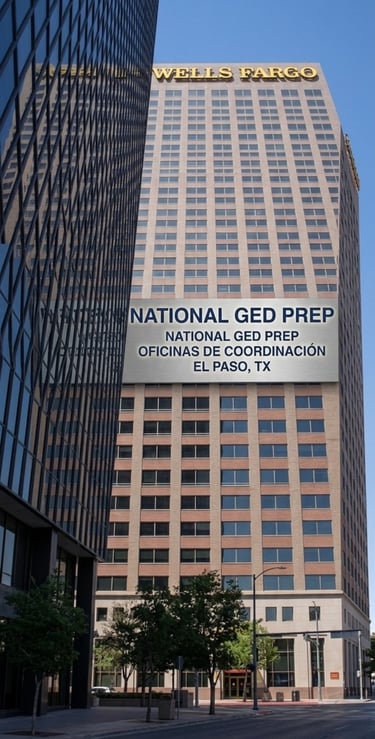 WELLS FARGO
NATIONAL GED PREP
NATIONAL GED PREP
OFICINAS DE COORDINACIÓN
EL PASO, TX